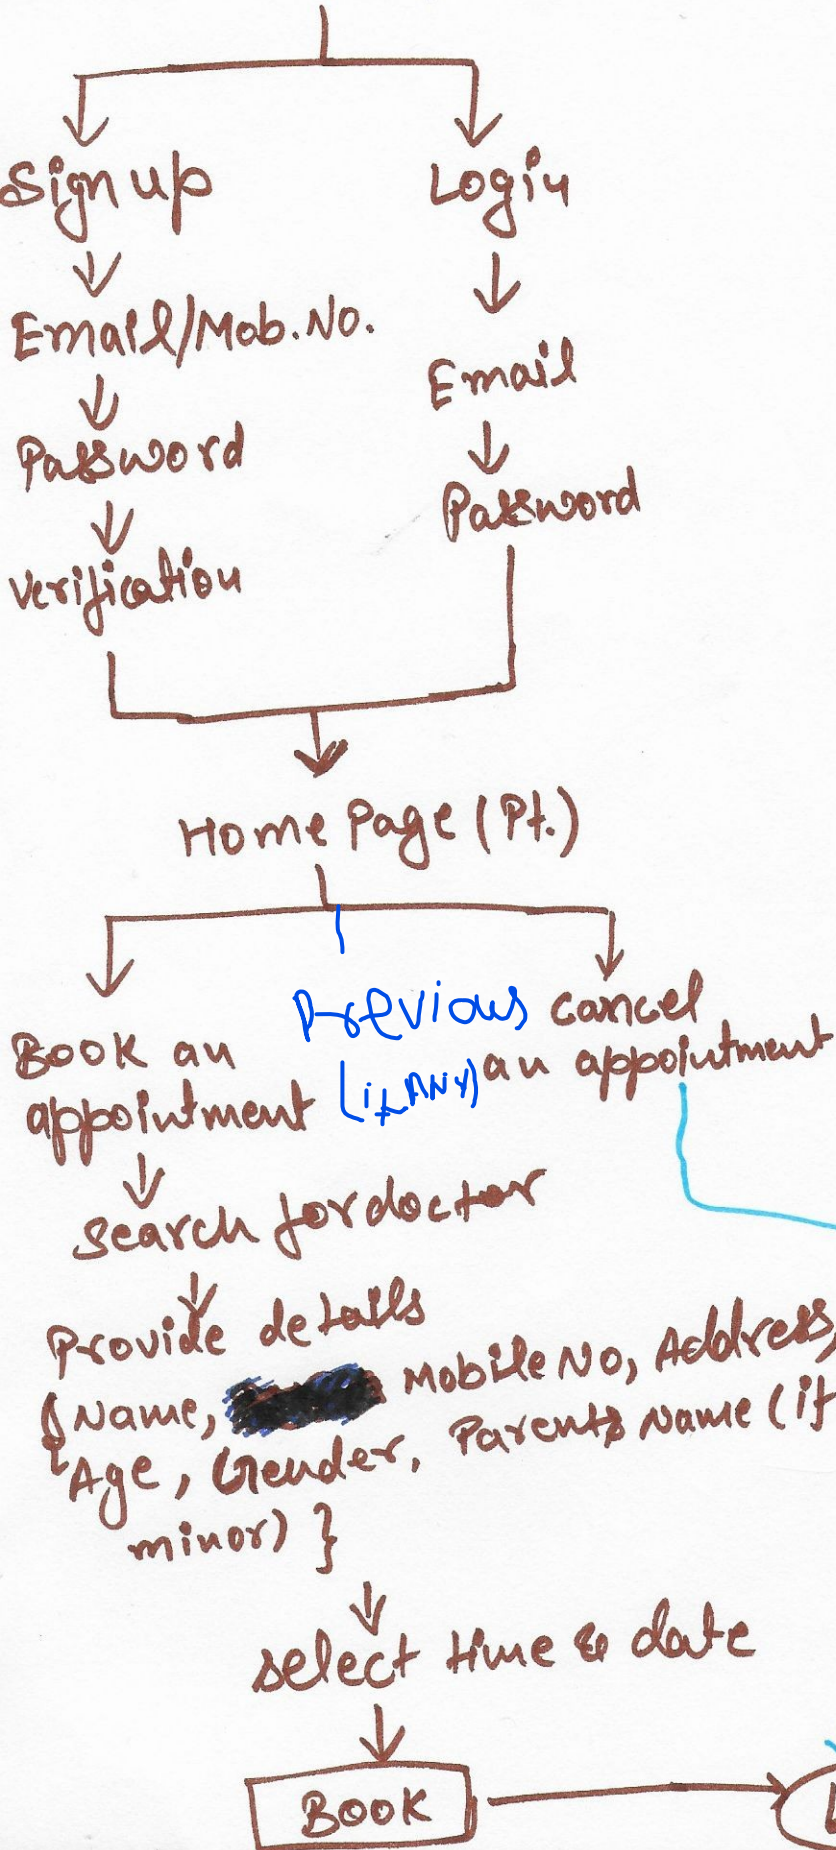 Sign up
Login
Email/Mob.No.
Email
Password
Password
Verification
Home Page (Pt.)
Book an
appointment
Previous
(if ANY)
cancel
an appointment
Search for doctor
Provide details
{Name, Mobile No, Address,
Age, Gender, Parents Name (if
minor) }
select time & date
BOOK